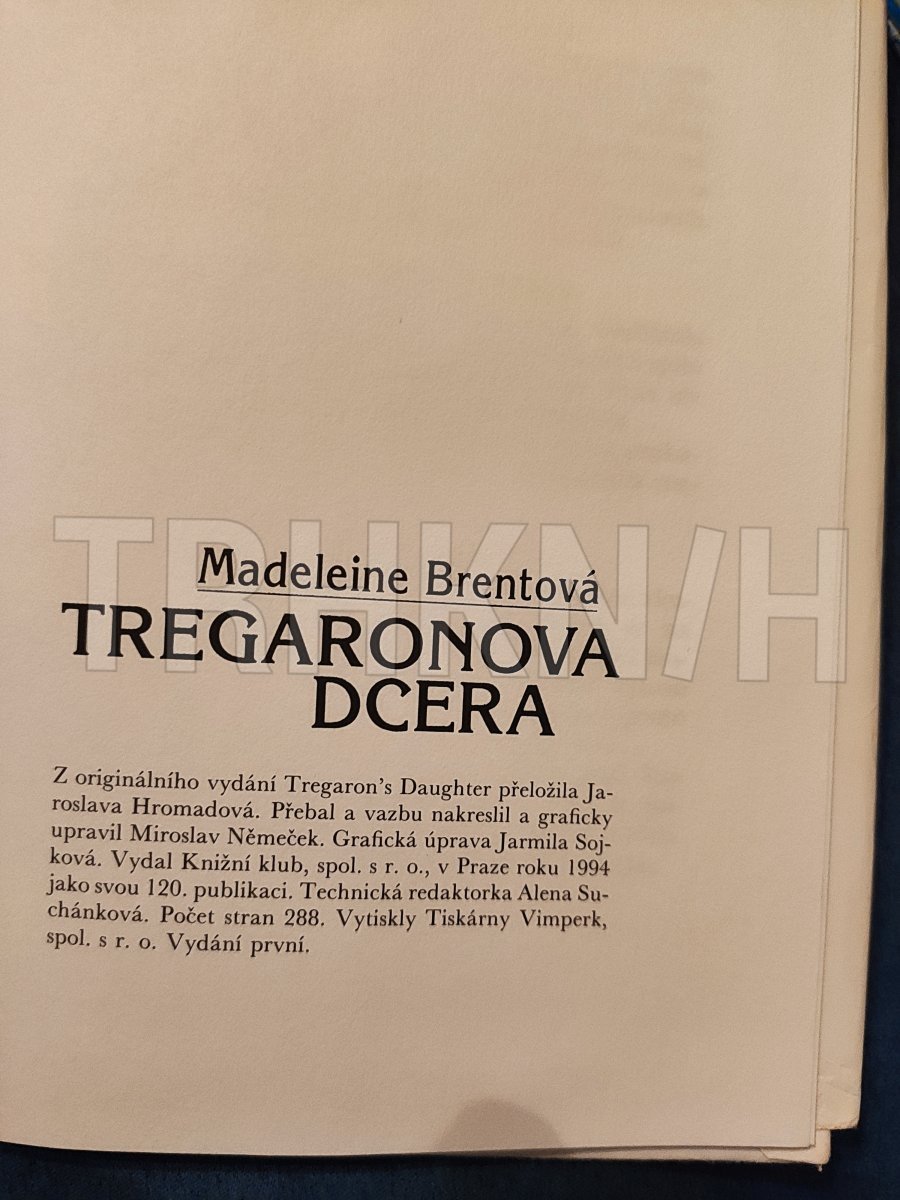 TRHKN/H
Madeleine Brentová
TREGARONOVA
DCERA
Z originálního vydání Tregaron's Daughter přeložila Ja-
roslava Hromadová. Přebal a vazbu nakreslil a graficky
upravil Miroslav Němeček. Grafická úprava Jarmila Soj-
ková. Vydal Knižní klub, spol. s r. o., v Praze roku 1994
jako svou 120. publikaci. Technická redaktorka Alena Su-
chánková. Počet stran 288. Vytiskly Tiskárny Vimperk,
spol. s r. o. Vydání první.